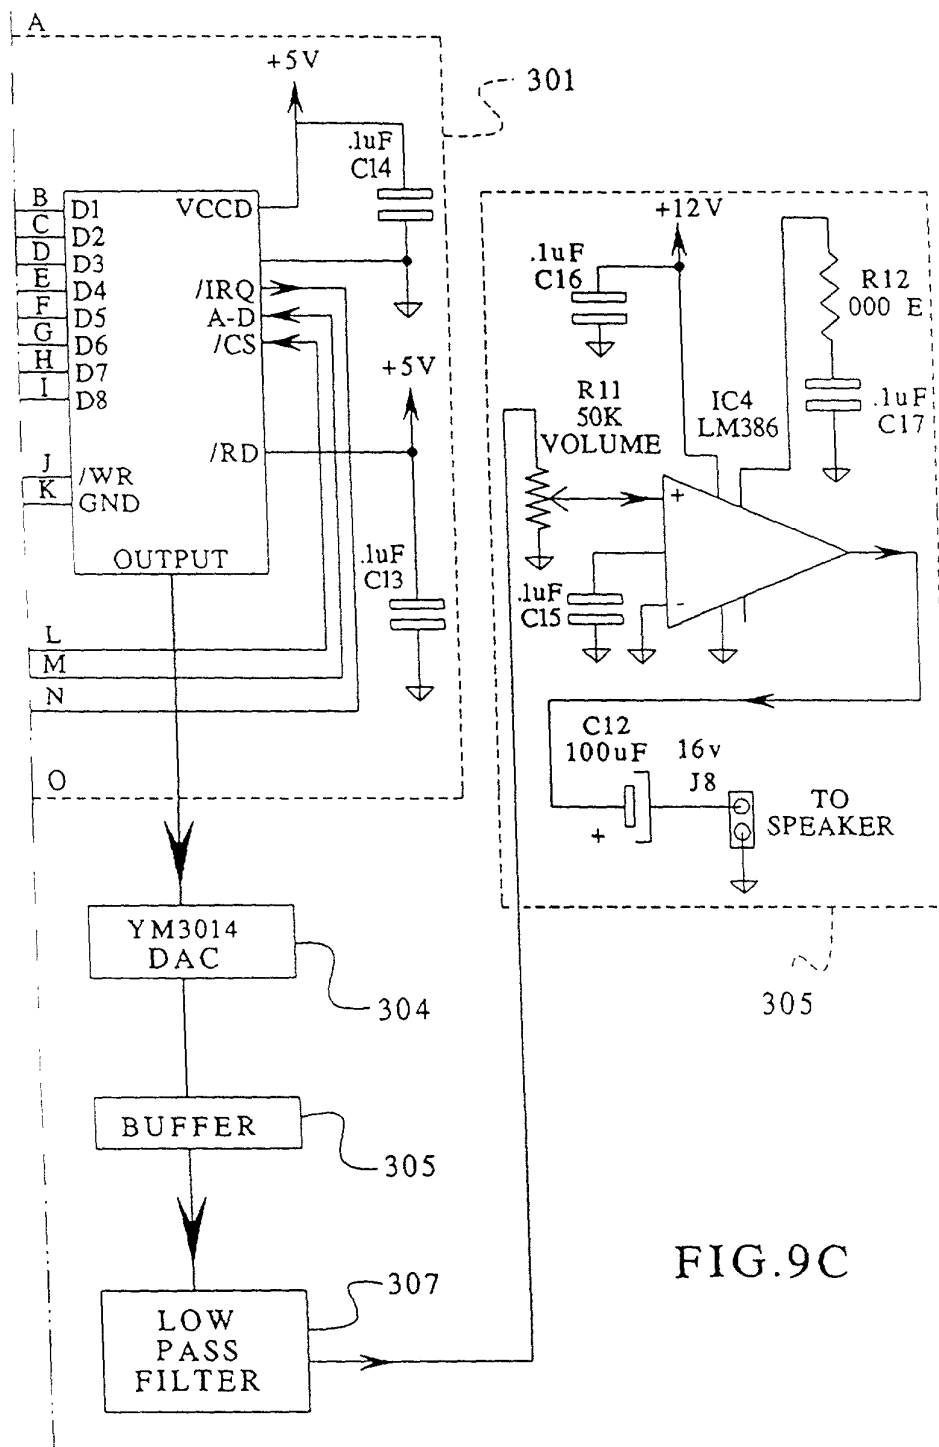 A
+5V
301
.1uF
C14
B
D1
VCCD
C
D2
D
D3
E
D4
/IRQ
F
D5
A-D
G
D6
/CS
H
D7
I
D8
+5V
/RD
J
/WR
K
GND
OUTPUT
.1uF
C13
L
M
N
O
+12V
.1uF
C16
R12
000 E
R11
50K
VOLUME
IC4
LM386
.1uF
C17
+
.1uF
C15
-
C12
100uF
16v
J8
+
TO
SPEAKER
305
YM3014
DAC
304
BUFFER
305
307
LOW
PASS
FILTER
FIG.9C